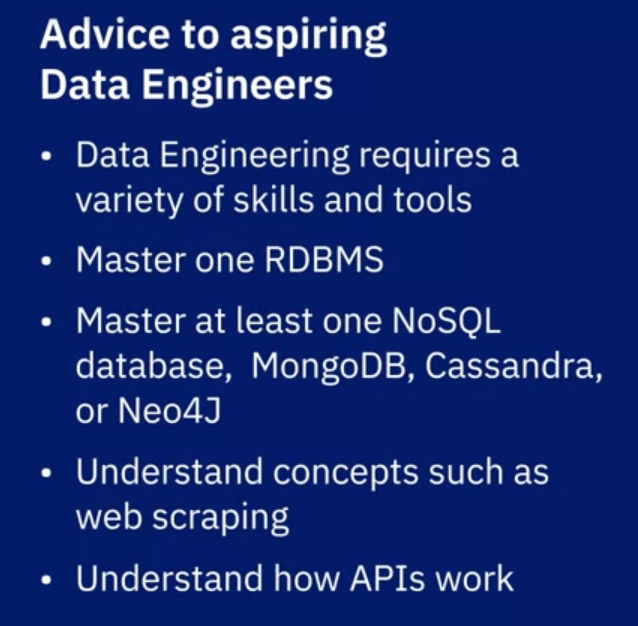 Advice to aspiring
Data Engineers
• Data Engineering requires a
variety of skills and tools
• Master one RDBMS
• Master at least one NoSQL
database,  MongoDB, Cassandra,
or Neo4J
• Understand concepts such as
web scraping
• Understand how APIs work